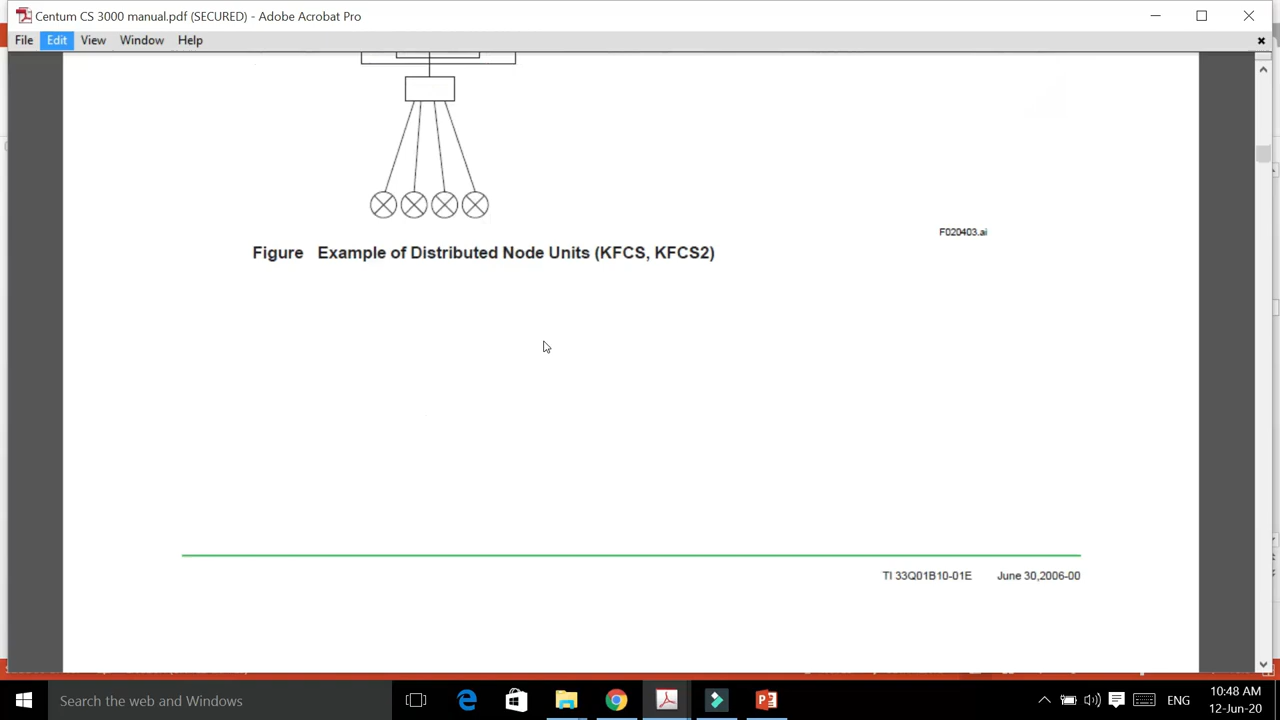 Centum CS 3000 manual.pdf (SECURED) - Adobe Acrobat Pro
File Edit View Window Help
F020403.ai
Figure Example of Distributed Node Units (KFCS, KFCS2)
TI 33Q01B10-01E June 30,2006-00
Search the web and Windows
ENG
10:48 AM
12-Jun-20